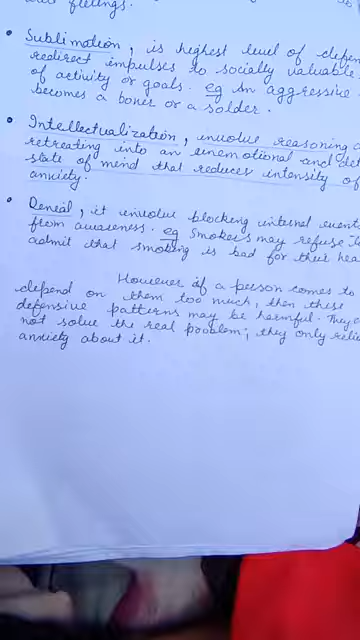 feelings.
• Sublimation, is highest level of defen
redirect impulses to socially valuable
of activity or goals. eg An aggressive
becomes a boxer or a solder.
• Intellectualization, involve reasoning
retreating into an unemotional and det
state of mind that reduces intensity of
anxiety.
• Denial, it involve blocking internal event
from awareness. eg Smokers may refuse
admit that smoking is bad for their hea
However if a person comes to
depend on them too much, then these
defensive patterns may be harmful. They
not solve the real problem; they only relie
anxiety about it.